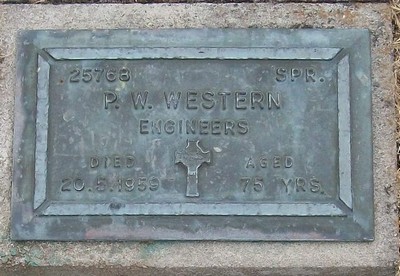 25768 SPR.
P. W. WESTERN
ENGINEERS
DIED AGED
20.5.1959 75 YRS.